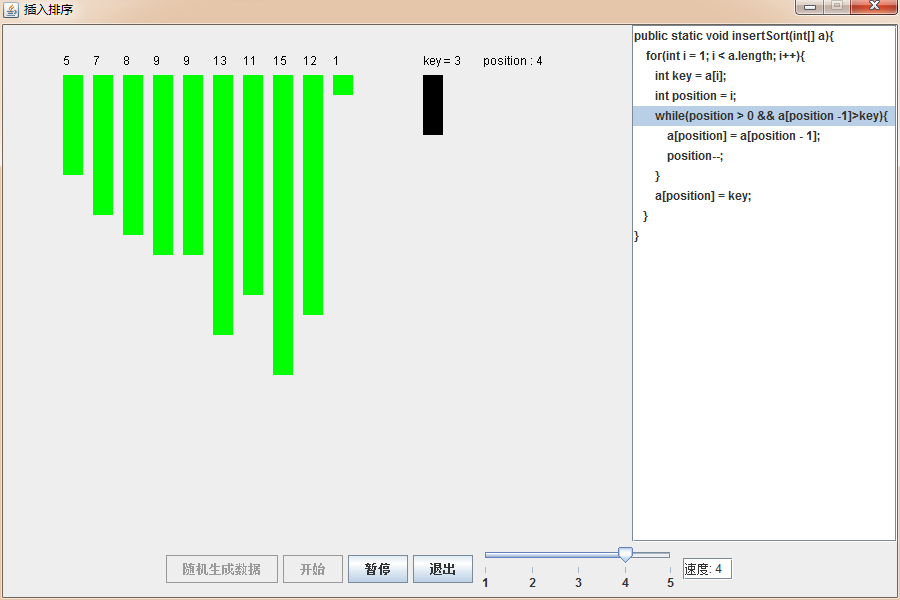 插入排序
5 7 8 9 9 13 11 15 12 1 key = 3 position : 4
public static void insertSort(int[] a){
for(int i = 1; i < a.length; i++){
int key = a[i];
int position = i;
while(position > 0 && a[position -1]>key){
a[position] = a[position - 1];
position--;
}
a[position] = key;
}
}
随机生成数据 开始 暂停 退出
1 2 3 4 5
速度: 4